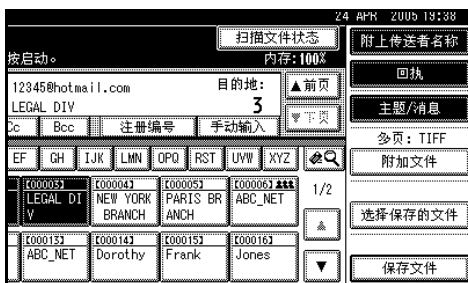 24 APR 2005 19:38
扫描文件状态
附上传送者名称
按启动。
内存:100%
回执
12345@hotmail.com
目的地:
▲前页
LEGAL DIV
3
主题/消息
▼下页
Cc
Bcc
注册编号
手动输入
多页: TIFF
EF
GH
IJK
LMN
OPQ
RST
UVW
XYZ
附加文件
[00003]
[00004]
[00005]
[00006]
1/2
LEGAL DI
V
NEW YORK
BRANCH
PARIS BR
ANCH
ABC_NET
选择保存的文件
[00013]
[00014]
[00015]
[00016]
ABC_NET
Dorothy
Frank
Jones
▼
保存文件